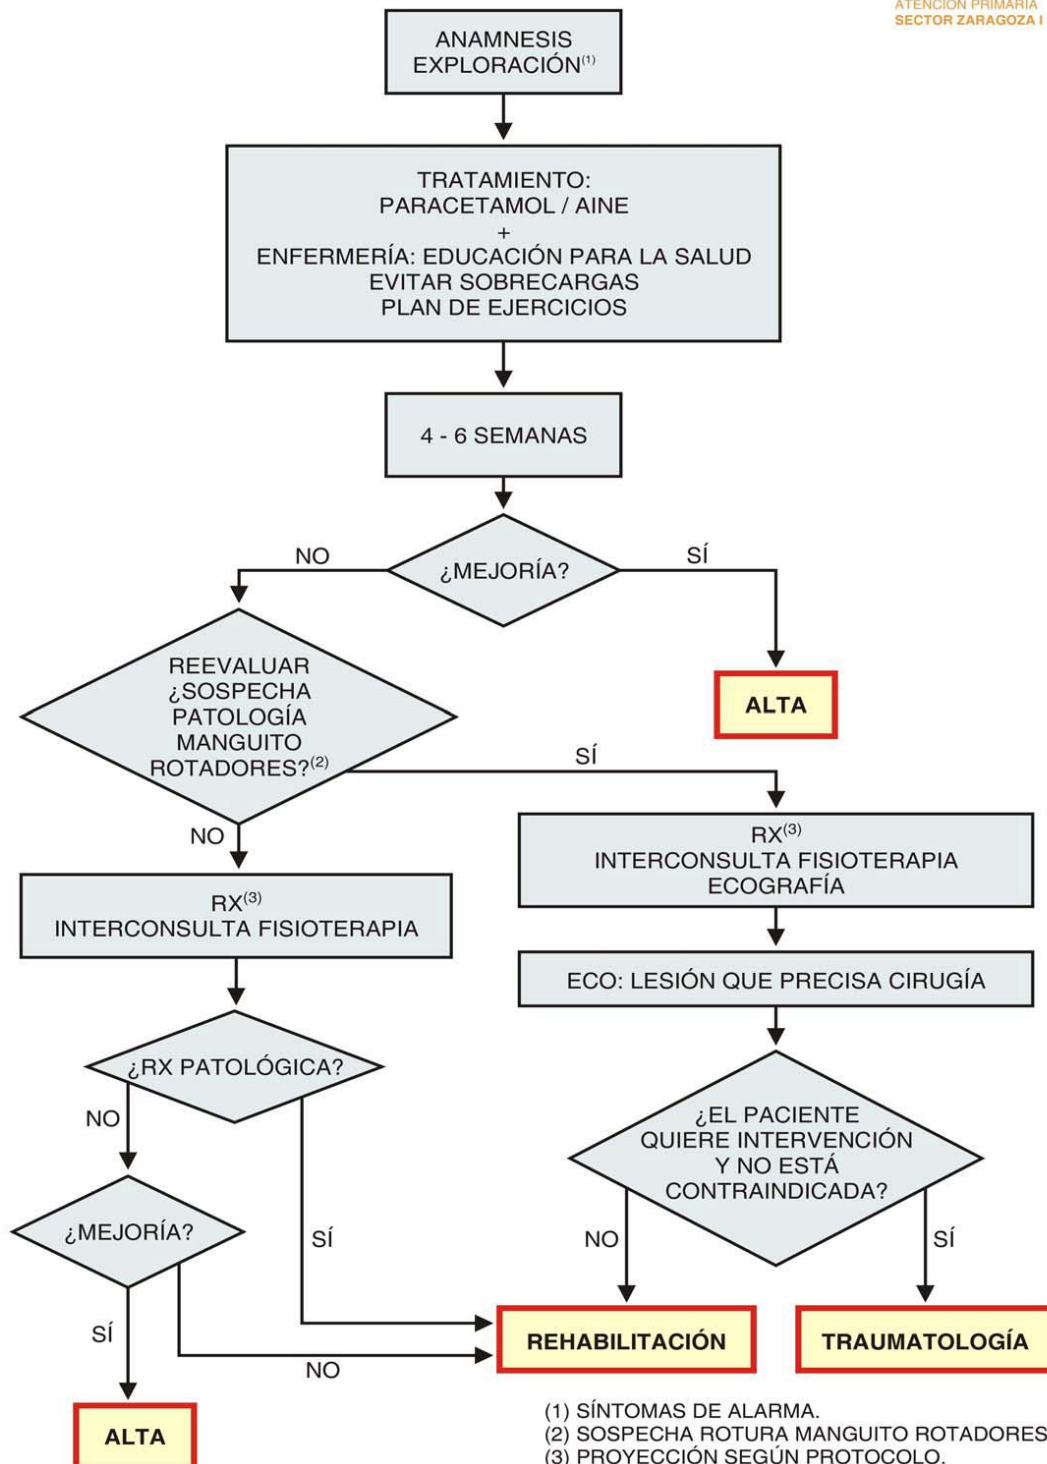 ATENCIÓN PRIMARIA
SECTOR ZARAGOZA I
ANAMNESIS
EXPLORACIÓN(1)
TRATAMIENTO:
PARACETAMOL / AINE
+
ENFERMERÍA: EDUCACIÓN PARA LA SALUD
EVITAR SOBRECARGAS
PLAN DE EJERCICIOS
4 - 6 SEMANAS
¿MEJORÍA?
NO
SÍ
REEVALUAR
¿SOSPECHA
PATOLOGÍA
MANGUITO
ROTADORES?(2)
ALTA
SÍ
NO
RX(3)
INTERCONSULTA FISIOTERAPIA
ECOGRAFÍA
RX(3)
INTERCONSULTA FISIOTERAPIA
ECO: LESIÓN QUE PRECISA CIRUGÍA
¿RX PATOLÓGICA?
NO
SÍ
¿EL PACIENTE
QUIERE INTERVENCIÓN
Y NO ESTÁ
CONTRAINDICADA?
¿MEJORÍA?
NO
SÍ
SÍ
NO
REHABILITACIÓN
TRAUMATOLOGÍA
ALTA
(1) SÍNTOMAS DE ALARMA.
(2) SOSPECHA ROTURA MANGUITO ROTADORES
(3) PROYECCIÓN SEGÚN PROTOCOLO.